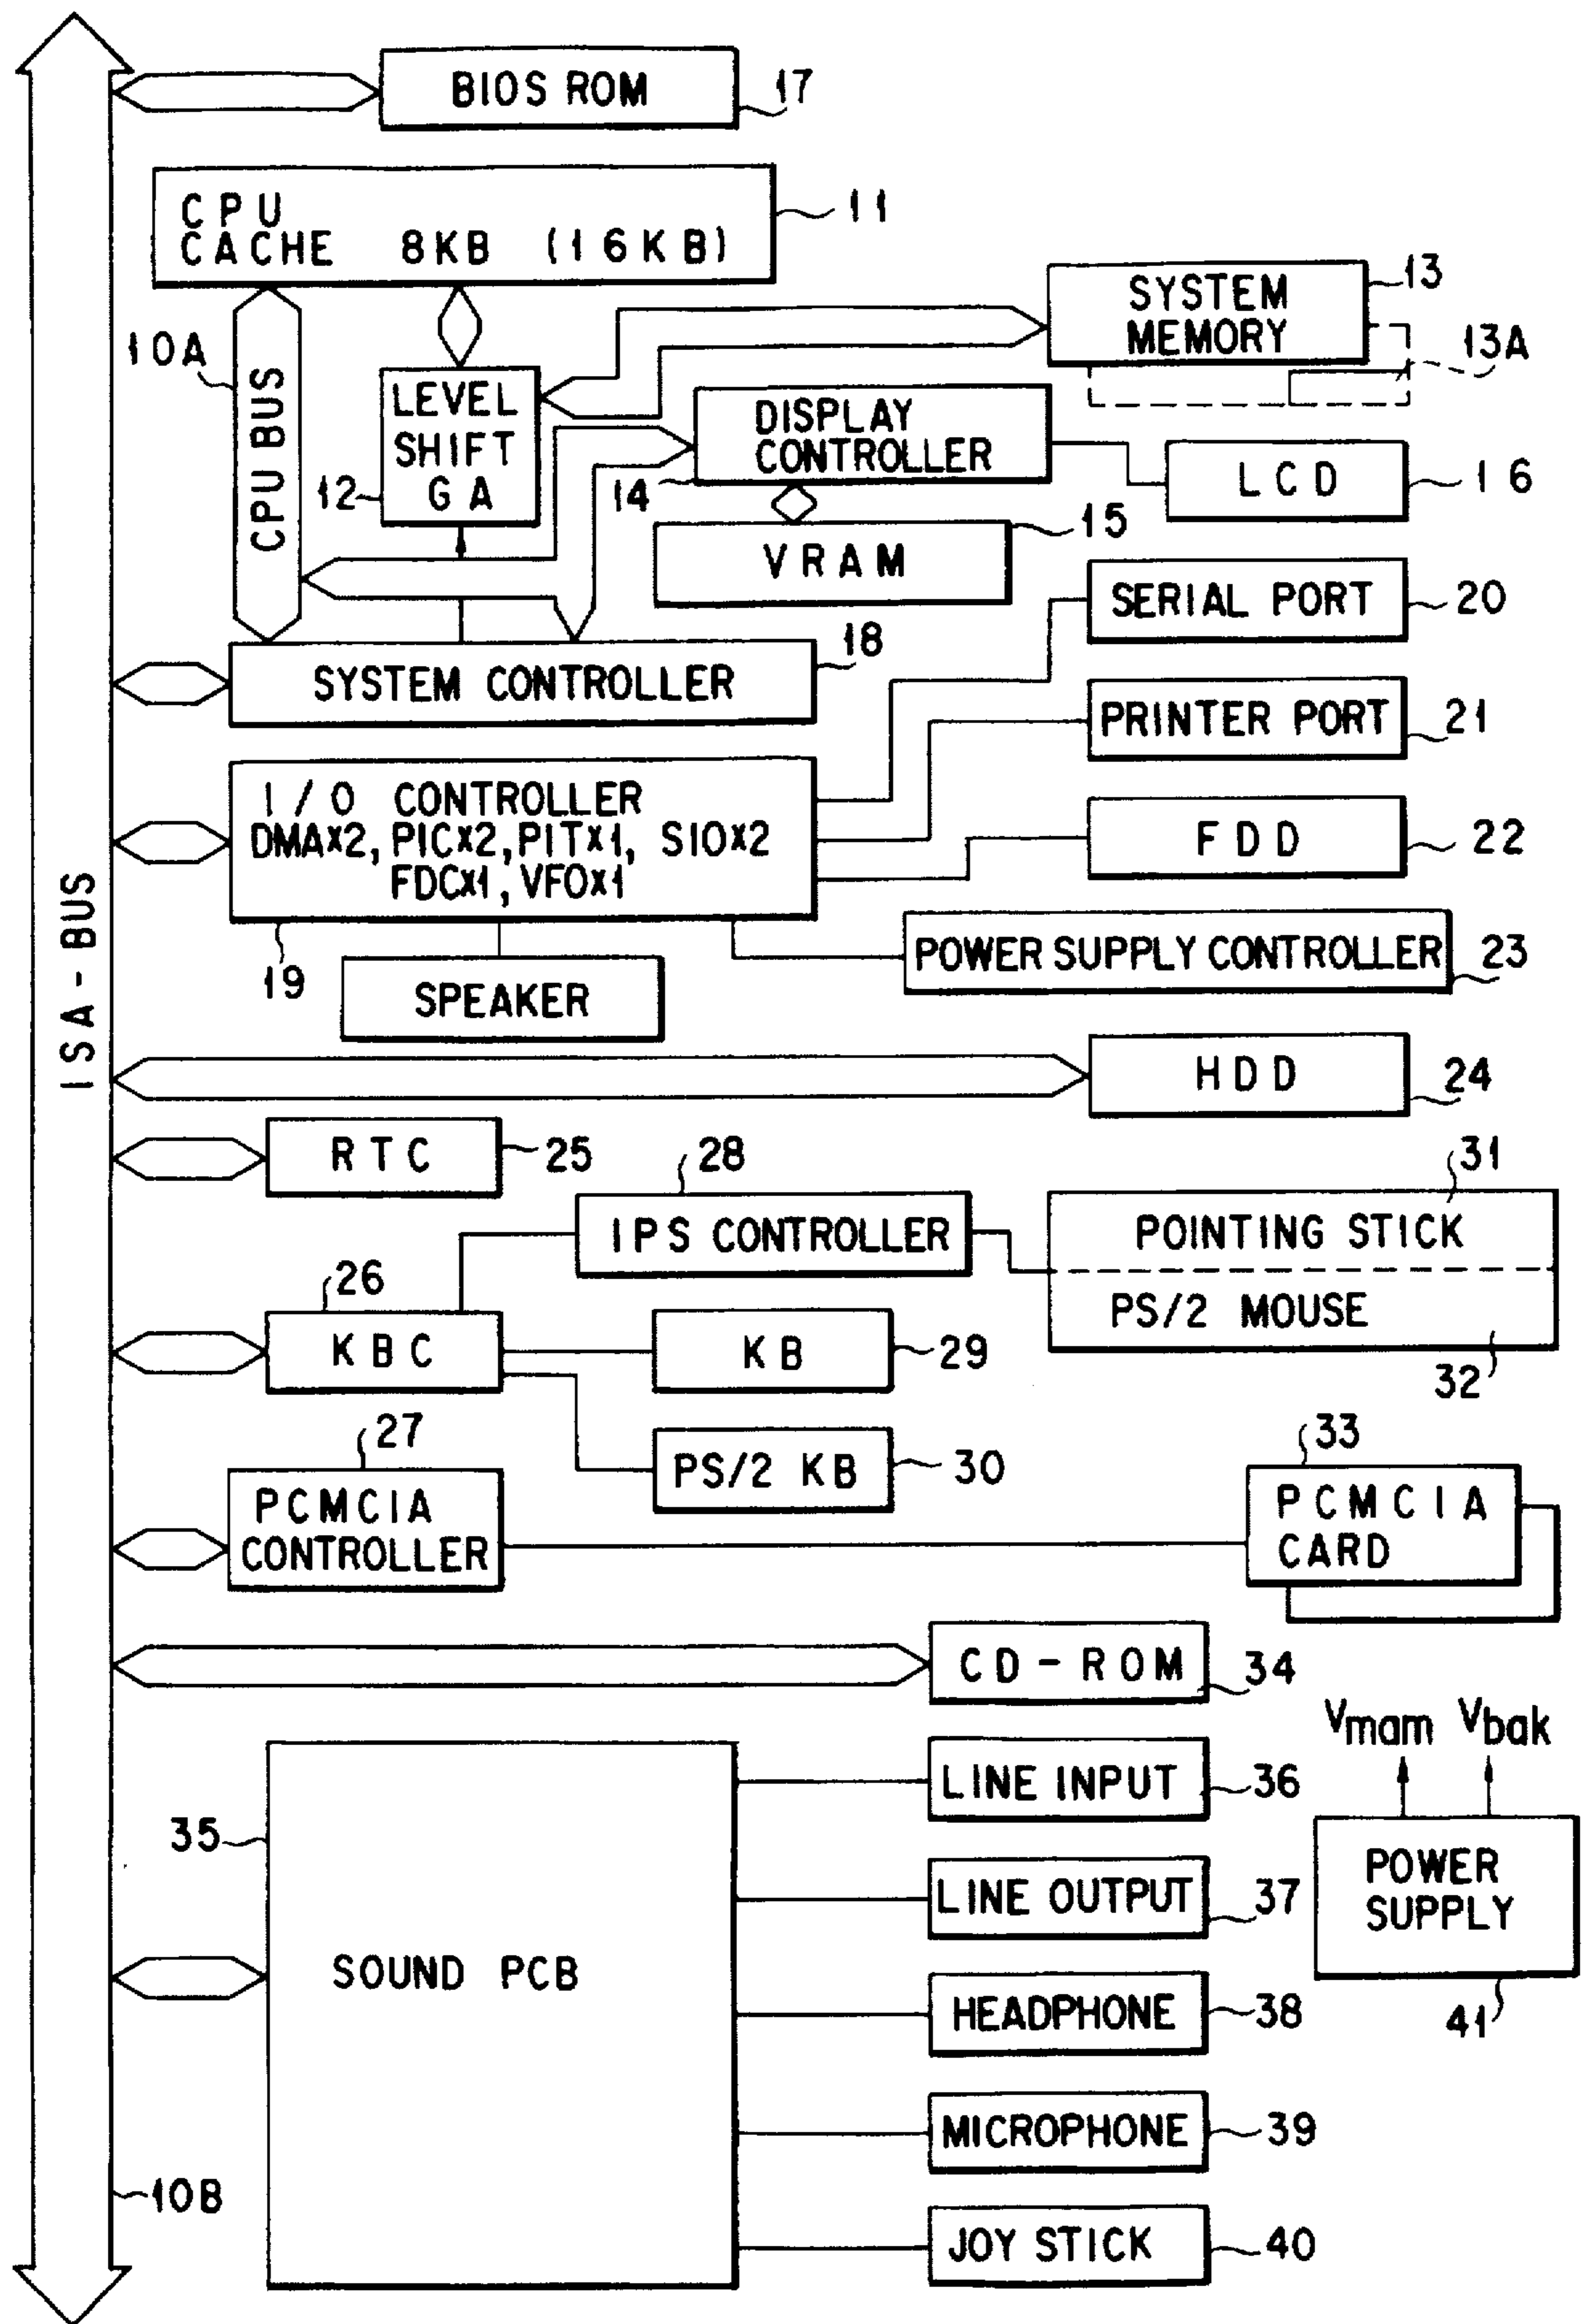 BIOS ROM
17
CPU
CACHE 8KB (16KB)
11
10A
CPU BUS
LEVEL
SHIFT
GA
12
SYSTEM
MEMORY
13
13A
DISPLAY
CONTROLLER
14
LCD
16
VRAM
15
SERIAL PORT
20
SYSTEM CONTROLLER
18
PRINTER PORT
21
I/O CONTROLLER
DMAx2, PICx2, PITx1, SIOx2
FDCx1, VFOx1
19
FDD
22
POWER SUPPLY CONTROLLER
23
SPEAKER
ISA-BUS
HDD
24
RTC
25
28
IPS CONTROLLER
31
POINTING STICK
PS/2 MOUSE
32
26
KBC
KB
29
PS/2 KB
30
27
PCMCIA
CONTROLLER
33
PCMCIA
CARD
CD-ROM
34
35
SOUND PCB
LINE INPUT
36
LINE OUTPUT
37
HEADPHONE
38
MICROPHONE
39
JOY STICK
40
Vmam Vbak
POWER
SUPPLY
41
10B